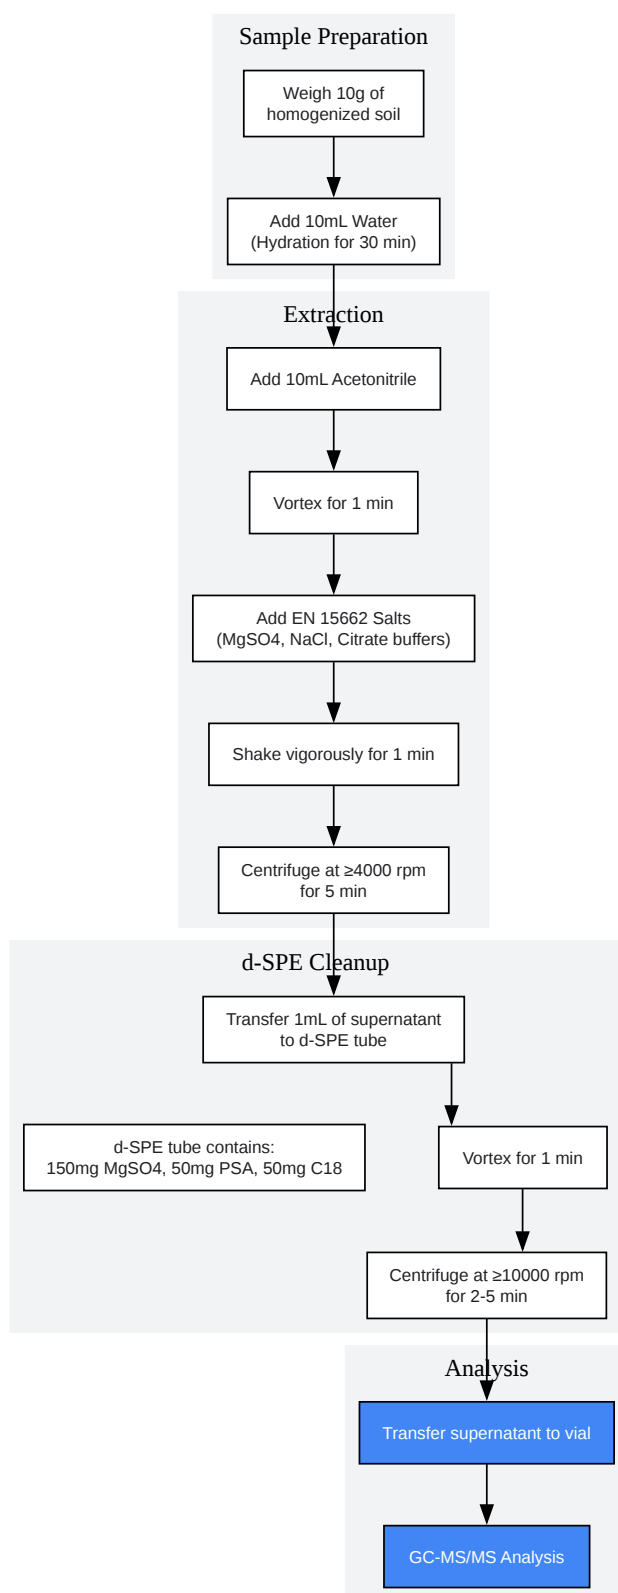 Sample Preparation
Weigh 10g of
homogenized soil
Add 10mL Water
(Hydration for 30 min)
Extraction
Add 10mL Acetonitrile
Vortex for 1 min
Add EN 15662 Salts
(MgSO4, NaCl, Citrate buffers)
Shake vigorously for 1 min
Centrifuge at ≥4000 rpm
for 5 min
d-SPE Cleanup
Transfer 1mL of supernatant
to d-SPE tube
d-SPE tube contains:
150mg MgSO4, 50mg PSA, 50mg C18
Vortex for 1 min
Centrifuge at ≥10000 rpm
for 2-5 min
Analysis
Transfer supernatant to vial
GC-MS/MS Analysis